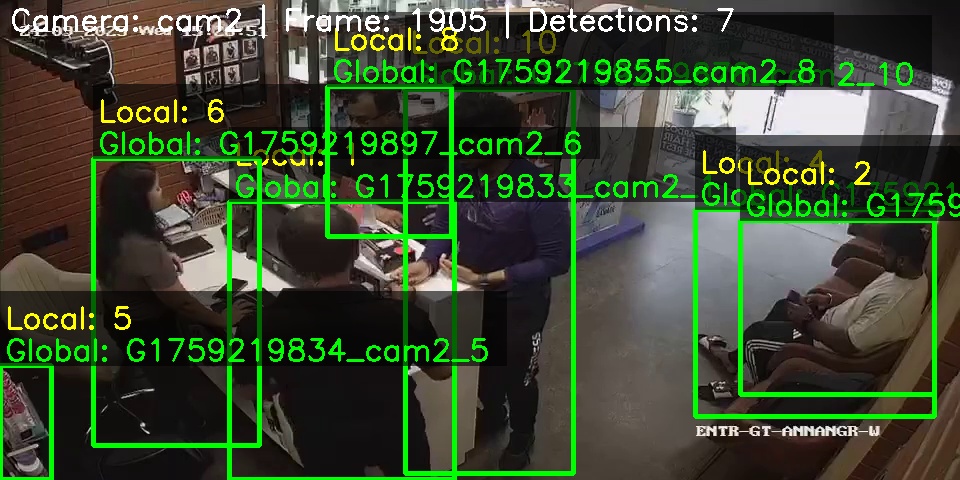 Camera: cam2 | Frame: 1905 | Detections: 7
Local: 8
10
Global: G1759219855_cam2_8
2_10
Local: 6
Global: G1759219897_cam2_6
Local: 1
Global: G1759219833_cam2_
Local: 4
Local: 2
Global: G1759
Local: 5
Global: G1759219834_cam2_5
ENTR-GT-ANNANGR-W